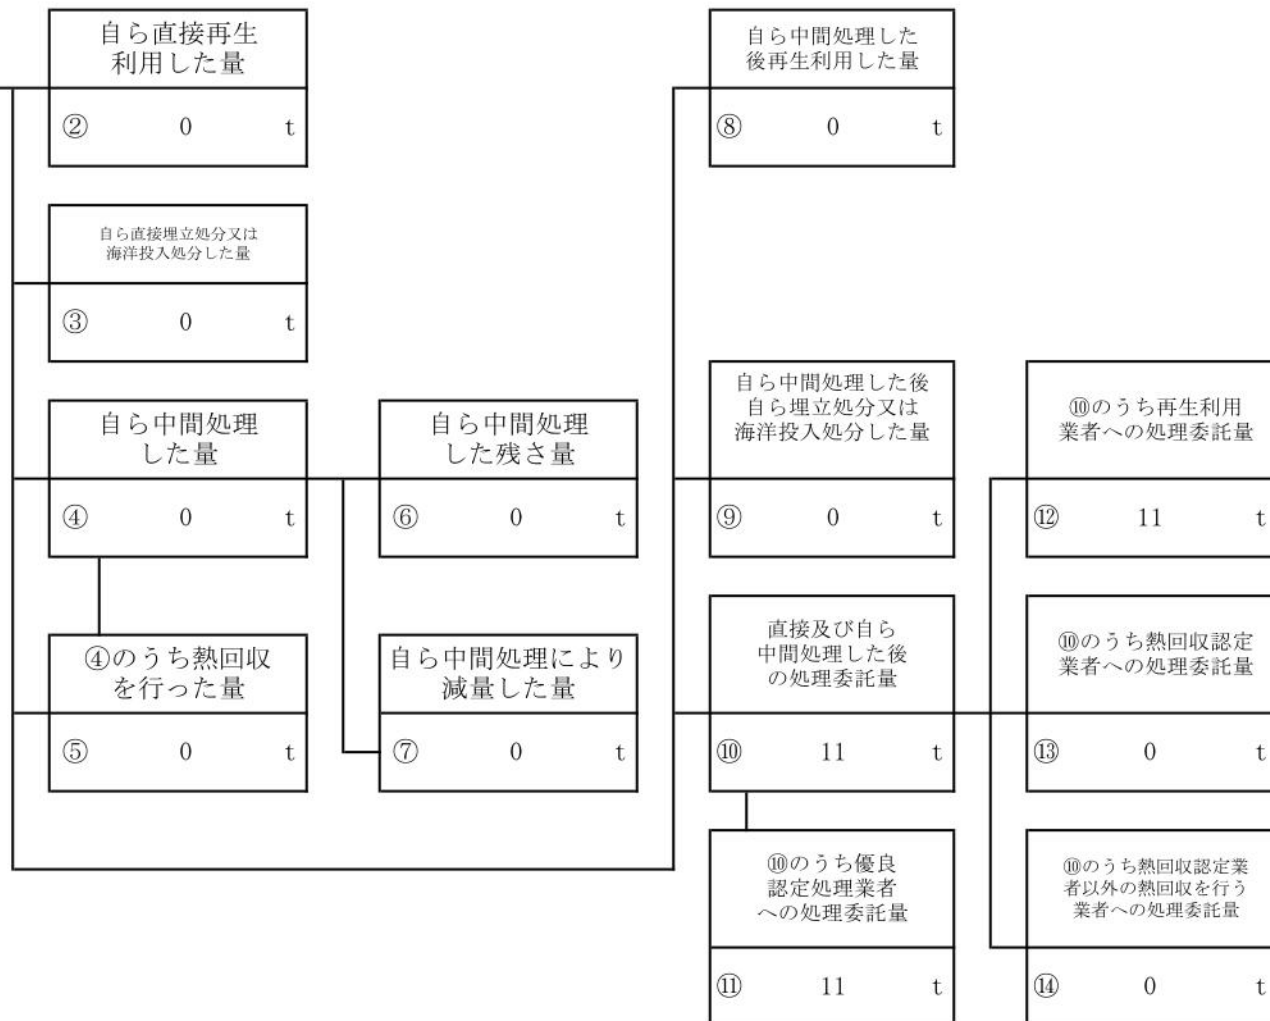 自ら直接再生
利用した量
② 0 t
自ら直接埋立処分又は
海洋投入処分した量
③ 0 t
自ら中間処理
した量
④ 0 t
④のうち熱回収
を行った量
⑤ 0 t
自ら中間処理
した残さ量
⑥ 0 t
自ら中間処理により
減量した量
⑦ 0 t
自ら中間処理した
後再生利用した量
⑧ 0 t
自ら中間処理した後
自ら埋立処分又は
海洋投入処分した量
⑨ 0 t
直接及び自ら
中間処理した後
の処理委託量
⑩ 11 t
⑩のうち優良
認定処理業者
への処理委託量
⑪ 11 t
⑩のうち再生利用
業者への処理委託量
⑫ 11 t
⑩のうち熱回収認定
業者への処理委託量
⑬ 0 t
⑩のうち熱回収認定業
者以外の熱回収を行う
業者への処理委託量
⑭ 0 t